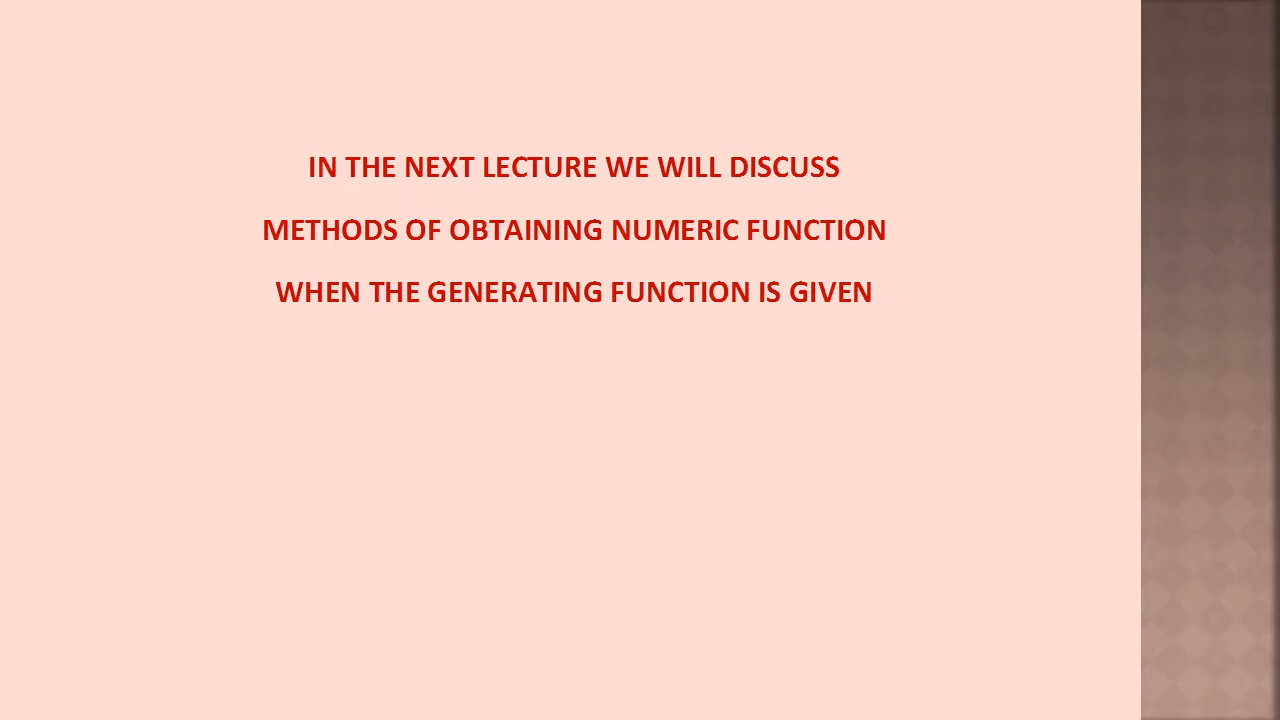 IN THE NEXT LECTURE WE WILL DISCUSS
METHODS OF OBTAINING NUMERIC FUNCTION
WHEN THE GENERATING FUNCTION IS GIVEN